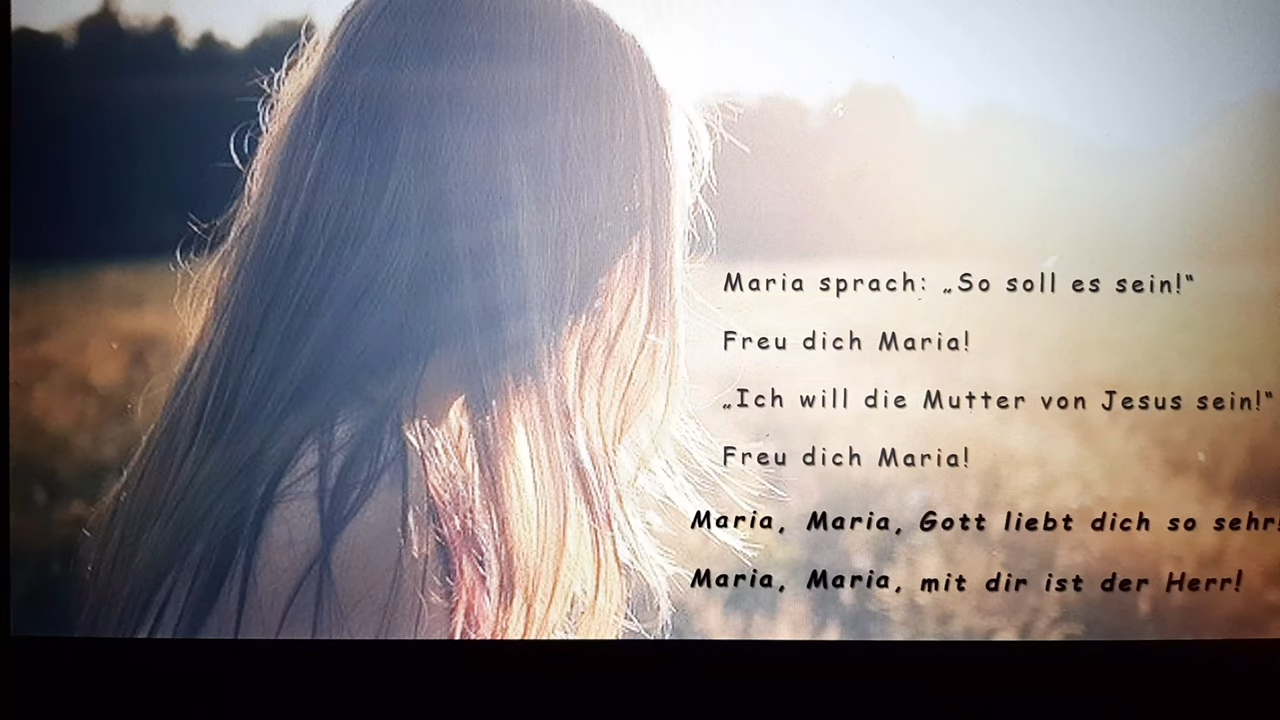 Maria sprach: „So soll es sein!“
Freu dich Maria!
„Ich will die Mutter von Jesus sein!“
Freu dich Maria!
Maria, Maria, Gott liebt dich so sehr!
Maria, Maria, mit dir ist der Herr!